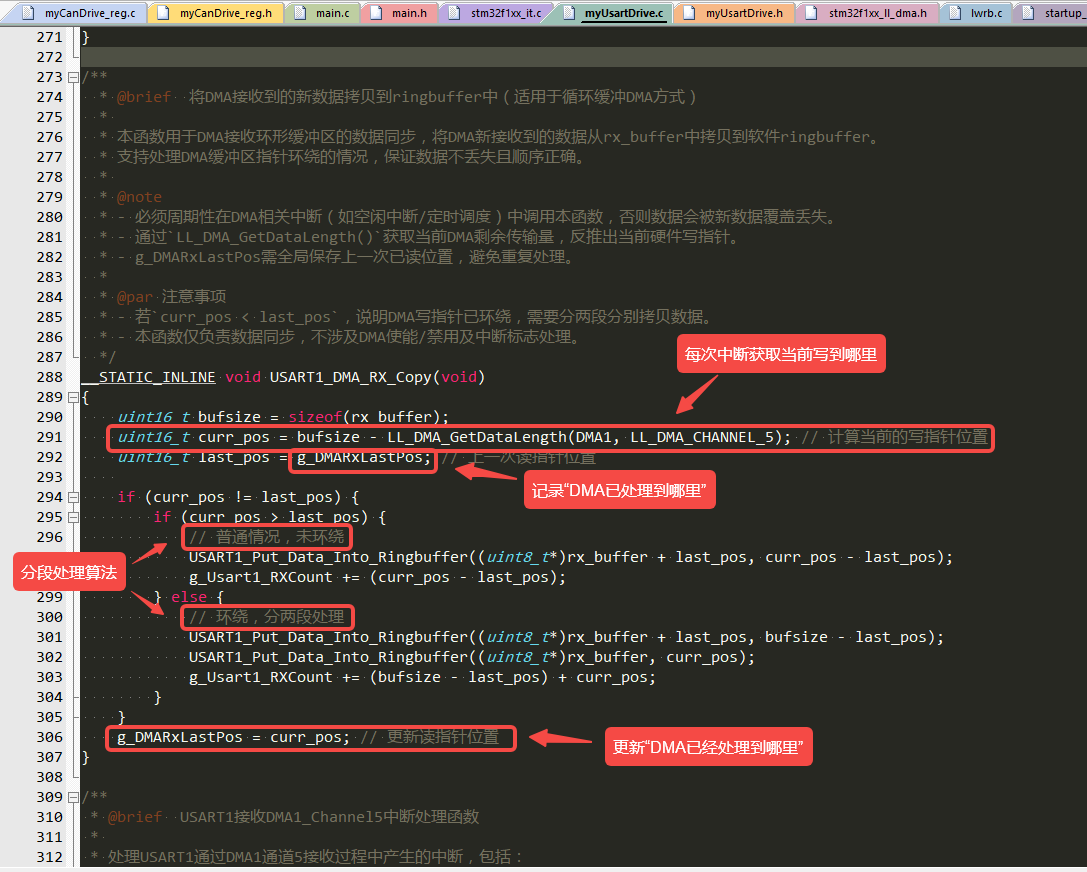 myCanDrive_reg.c myCanDrive_reg.h main.c main.h stm32f1xx_it.c myUsartDrive.c myUsartDrive.h stm32f1xx_ll_dma.h lwrb.c startup_
271 }
272
273 /**
274 * @brief 将DMA接收到的新数据拷贝到ringbuffer中（适用于循环缓冲DMA方式）
275 *
276 * 本函数用于DMA接收环形缓冲区的数据同步，将DMA新接收到的数据从rx_buffer中拷贝到软件ringbuffer。
277 * 支持处理DMA缓冲区指针环绕的情况，保证数据不丢失且顺序正确。
278 *
279 * @note
280 * - 必须周期性在DMA相关中断（如空闲中断/定时调度）中调用本函数，否则数据会被新数据覆盖丢失。
281 * - 通过`LL_DMA_GetDataLength()`获取当前DMA剩余传输量，反推出当前硬件写指针。
282 * - g_DMARxLastPos需全局保存上一次已读位置，避免重复处理。
283 *
284 * @par 注意事项
285 * - 若`curr_pos < last_pos`，说明DMA写指针已环绕，需要分两段分别拷贝数据。
286 * - 本函数仅负责数据同步，不涉及DMA使能/禁用及中断标志处理。
287 */
每次中断获取当前写到哪里
288 __STATIC_INLINE void USART1_DMA_RX_Copy(void)
289 {
290 uint16_t bufsize = sizeof(rx_buffer);
291 uint16_t curr_pos = bufsize - LL_DMA_GetDataLength(DMA1, LL_DMA_CHANNEL_5); // 计算当前的写指针位置
292 uint16_t last_pos = g_DMARxLastPos; // 上一次读指针位置
293
记录“DMA已处理到哪里”
294 if (curr_pos != last_pos) {
295 if (curr_pos > last_pos) {
296 // 普通情况，未环绕
USART1_Put_Data_Into_Ringbuffer((uint8_t*)rx_buffer + last_pos, curr_pos - last_pos);
分段处理算法
g_Usart1_RXCount += (curr_pos - last_pos);
299 } else {
300 // 环绕，分两段处理
301 USART1_Put_Data_Into_Ringbuffer((uint8_t*)rx_buffer + last_pos, bufsize - last_pos);
302 USART1_Put_Data_Into_Ringbuffer((uint8_t*)rx_buffer, curr_pos);
303 g_Usart1_RXCount += (bufsize - last_pos) + curr_pos;
304 }
305 }
306 g_DMARxLastPos = curr_pos; // 更新读指针位置
更新“DMA已经处理到哪里”
307 }
308
309 /**
310 * @brief USART1接收DMA1_Channel5中断处理函数
311 *
312 * 处理USART1通过DMA1通道5接收过程中产生的中断，包括：